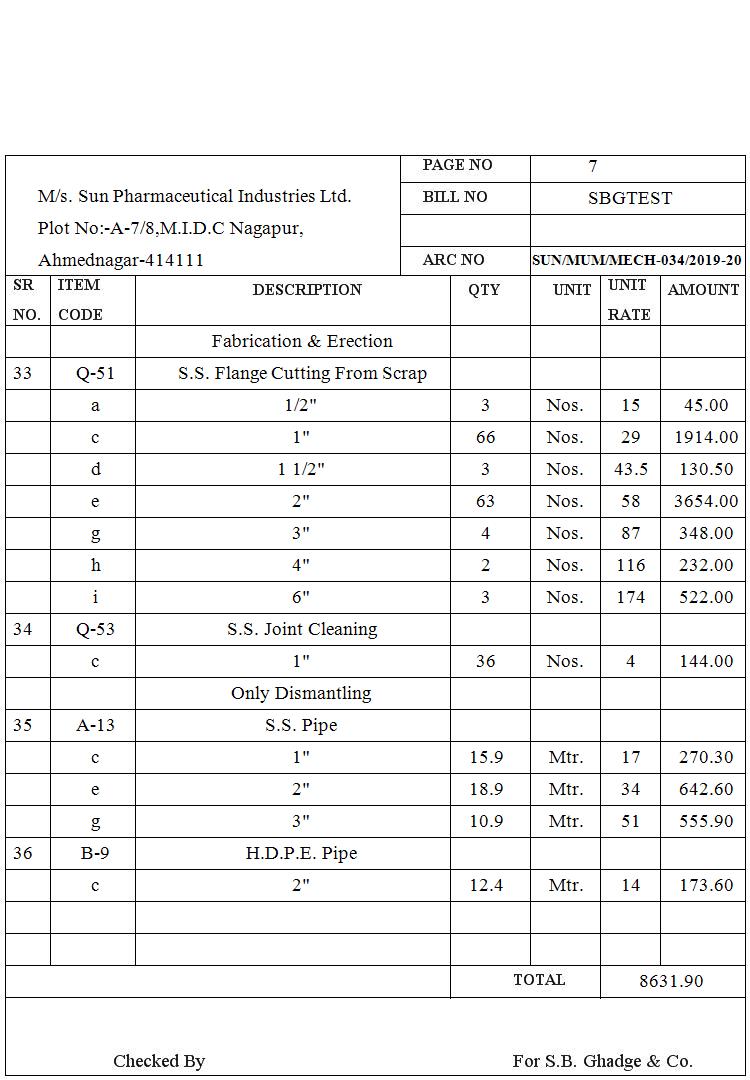 PAGE NO 7
M/s. Sun Pharmaceutical Industries Ltd. BILL NO SBGTEST
Plot No:-A-7/8,M.I.D.C Nagapur,
Ahmednagar-414111 ARC NO SUN/MUM/MECH-034/2019-20
SR NO. ITEM CODE DESCRIPTION QTY UNIT UNIT RATE AMOUNT
Fabrication & Erection
33 Q-51 S.S. Flange Cutting From Scrap
a 1/2" 3 Nos. 15 45.00
c 1" 66 Nos. 29 1914.00
d 1 1/2" 3 Nos. 43.5 130.50
e 2" 63 Nos. 58 3654.00
g 3" 4 Nos. 87 348.00
h 4" 2 Nos. 116 232.00
i 6" 3 Nos. 174 522.00
34 Q-53 S.S. Joint Cleaning
c 1" 36 Nos. 4 144.00
Only Dismantling
35 A-13 S.S. Pipe
c 1" 15.9 Mtr. 17 270.30
e 2" 18.9 Mtr. 34 642.60
g 3" 10.9 Mtr. 51 555.90
36 B-9 H.D.P.E. Pipe
c 2" 12.4 Mtr. 14 173.60
TOTAL 8631.90
Checked By For S.B. Ghadge & Co.